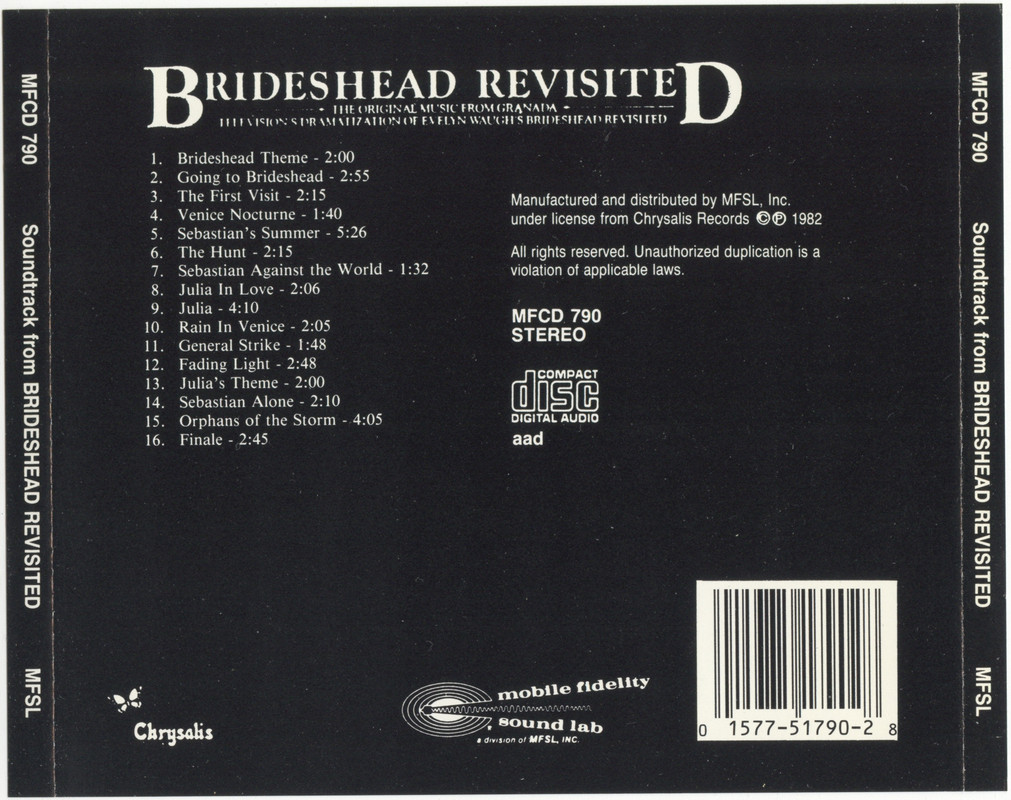 BRIDESHEAD REVISITED
THE ORIGINAL MUSIC FROM GRANADA
TELEVISION'S DRAMATIZATION OF EVELYN WAUGH'S BRIDESHEAD REVISITED
1. Brideshead Theme - 2:00
2. Going to Brideshead - 2:55
3. The First Visit - 2:15
4. Venice Nocturne - 1:40
5. Sebastian's Summer - 5:26
6. The Hunt - 2:15
7. Sebastian Against the World - 1:32
8. Julia In Love - 2:06
9. Julia - 4:10
10. Rain In Venice - 2:05
11. General Strike - 1:48
12. Fading Light - 2:48
13. Julia's Theme - 2:00
14. Sebastian Alone - 2:10
15. Orphans of the Storm - 4:05
16. Finale - 2:45
Manufactured and distributed by MFSL, Inc.
under license from Chrysalis Records ©℗ 1982
All rights reserved. Unauthorized duplication is a
violation of applicable laws.
MFCD 790
STEREO
COMPACT
disc
DIGITAL AUDIO
aad
Chrysalis
mobile fidelity
sound lab
a division of MFSL, INC.
0 1577-51790-2 8
MFCD 790 Soundtrack from BRIDESHEAD REVISITED MFSL
MFCD 790 Soundtrack from BRIDESHEAD REVISITED MFSL